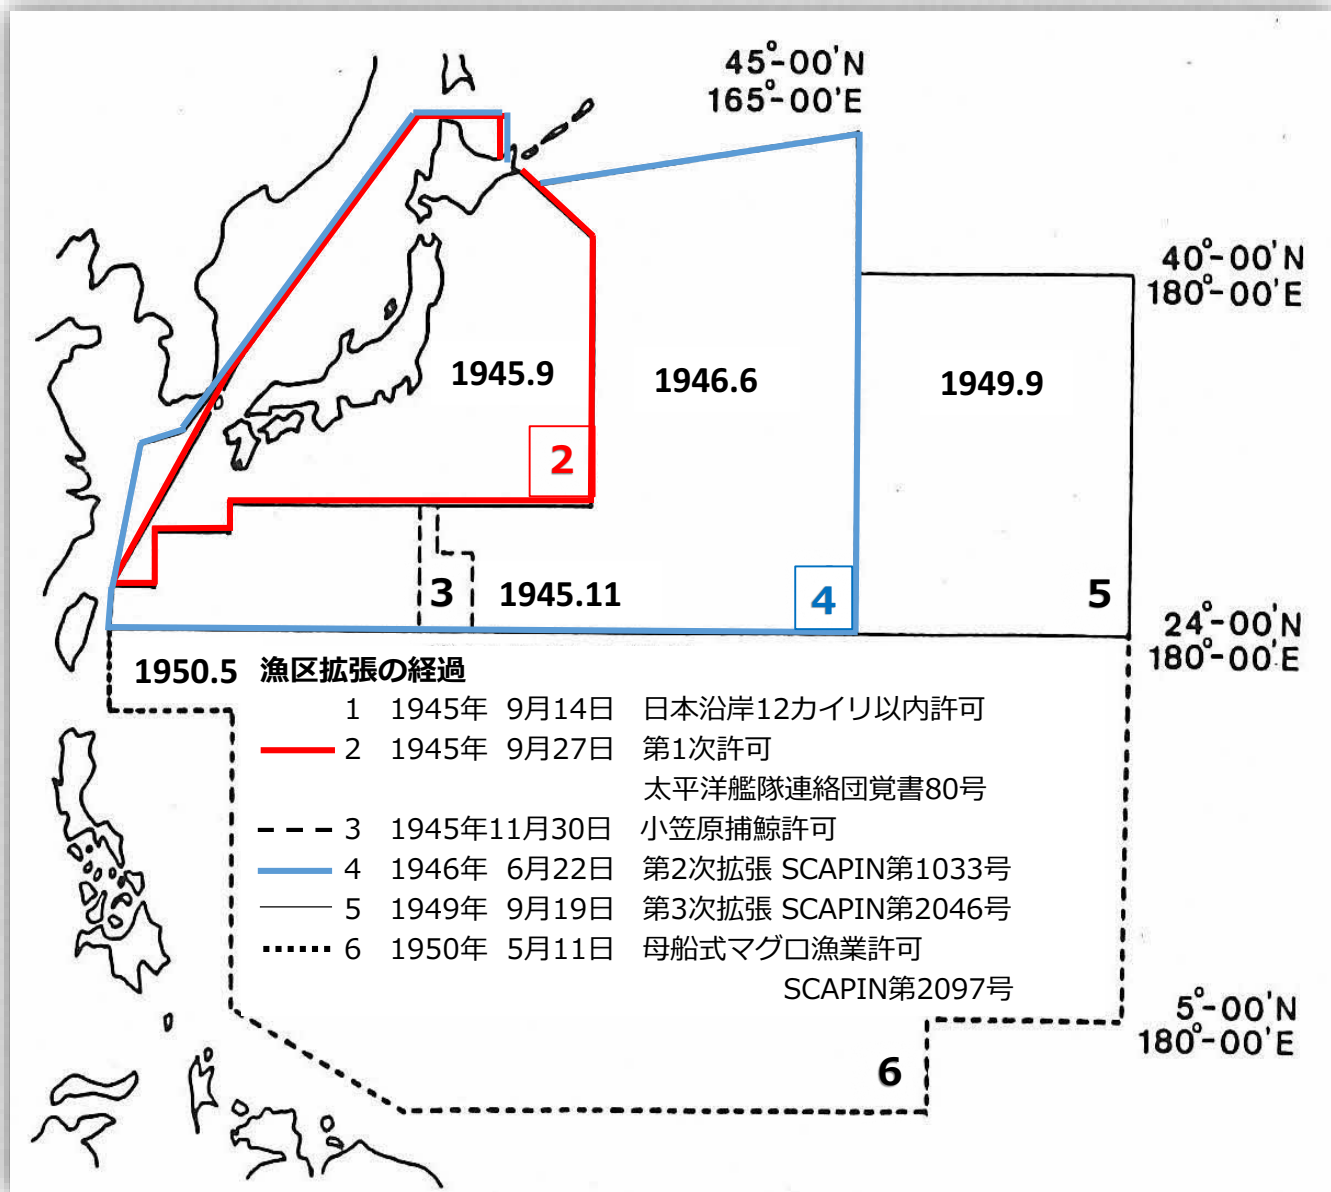 45°-00'N
165°-00'E
40°-00'N
180°-00'E
1945.9
1946.6
1949.9
2
3
1945.11
4
5
24°-00'N
180°-00'E
1950.5 漁区拡張の経過
1 1945年 9月14日 日本沿岸12カイリ以内許可
2 1945年 9月27日 第1次許可
太平洋艦隊連絡団覚書80号
3 1945年11月30日 小笠原捕鯨許可
4 1946年 6月22日 第2次拡張 SCAPIN第1033号
5 1949年 9月19日 第3次拡張 SCAPIN第2046号
6 1950年 5月11日 母船式マグロ漁業許可
SCAPIN第2097号
5°-00'N
180°-00'E
6